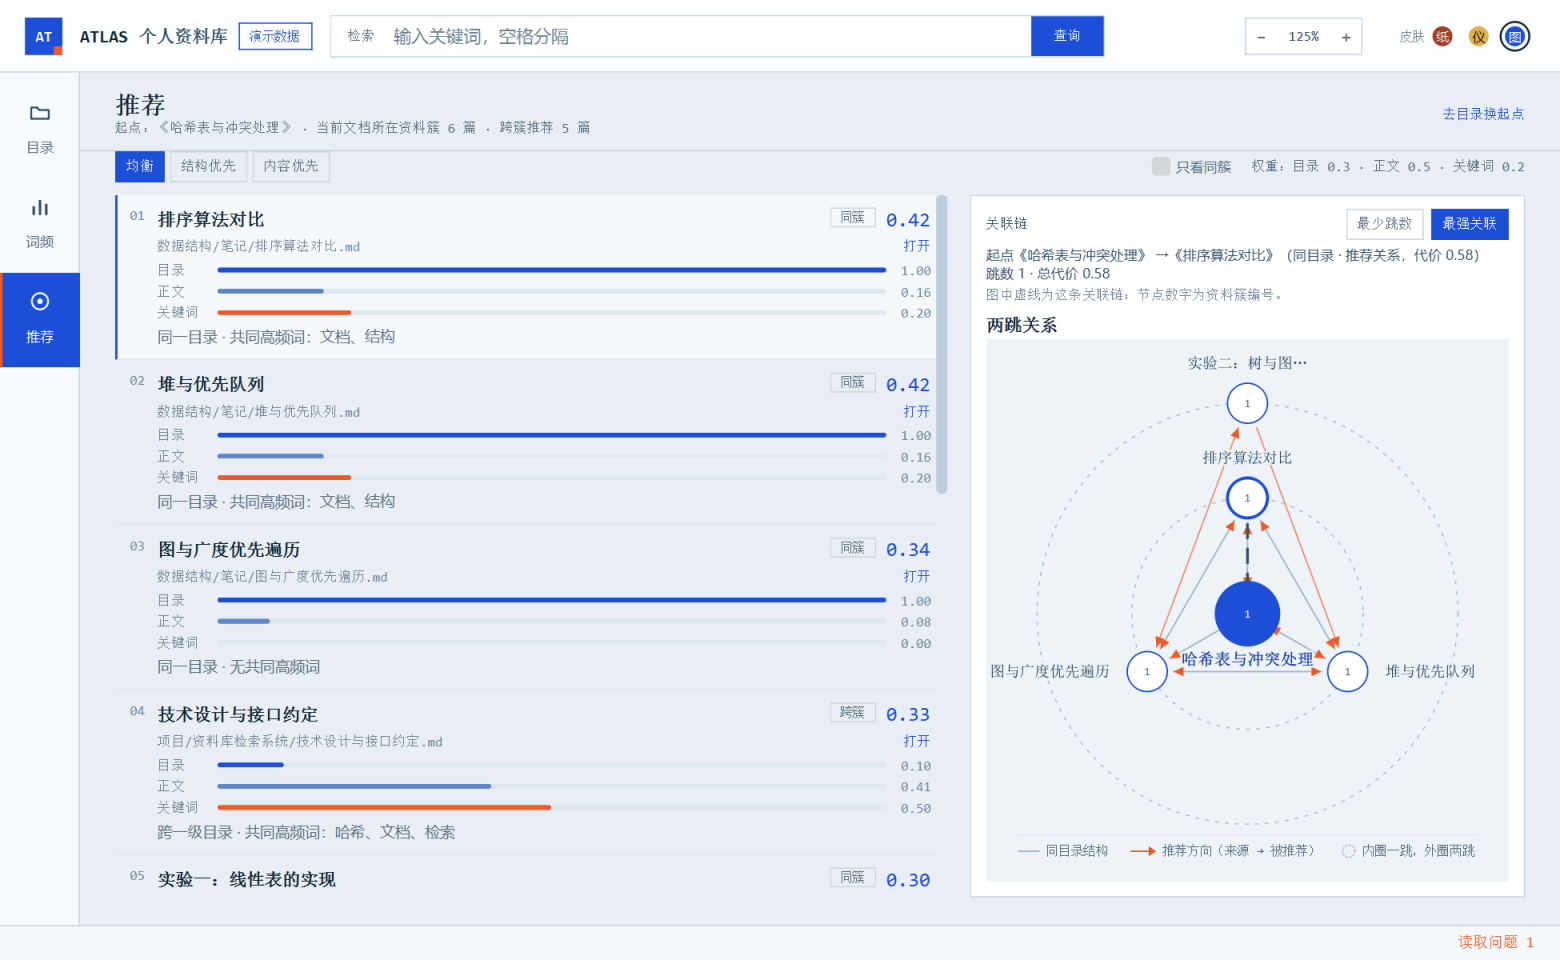 AT ATLAS 个人资料库 演示数据 检索 输入关键词，空格分隔 查询 − 125% + 皮肤 纸 仪 图
目录
词频
推荐
推荐
起点：《哈希表与冲突处理》 · 当前文档所在资料簇 6 篇 · 跨簇推荐 5 篇
去目录换起点
均衡 结构优先 内容优先
只看同簇 权重：目录 0.3 · 正文 0.5 · 关键词 0.2
01 排序算法对比 同簇 0.42
数据结构/笔记/排序算法对比.md 打开
目录 1.00
正文 0.16
关键词 0.20
同一目录 · 共同高频词：文档、结构
02 堆与优先队列 同簇 0.42
数据结构/笔记/堆与优先队列.md 打开
目录 1.00
正文 0.16
关键词 0.20
同一目录 · 共同高频词：文档、结构
03 图与广度优先遍历 同簇 0.34
数据结构/笔记/图与广度优先遍历.md 打开
目录 1.00
正文 0.08
关键词 0.00
同一目录 · 无共同高频词
04 技术设计与接口约定 跨簇 0.33
项目/资料库检索系统/技术设计与接口约定.md 打开
目录 0.10
正文 0.41
关键词 0.50
跨一级目录 · 共同高频词：哈希、文档、检索
05 实验一：线性表的实现 同簇 0.30
关联链 最少跳数 最强关联
起点《哈希表与冲突处理》 →《排序算法对比》（同目录 · 推荐关系，代价 0.58）
跳数 1 · 总代价 0.58
图中虚线为这条关联链；节点数字为资料簇编号。
两跳关系
实验二：树与图…
1
排序算法对比
1
1
哈希表与冲突处理
图与广度优先遍历 1 1 堆与优先队列
同目录结构 推荐方向（来源 → 被推荐） 内圈一跳，外圈两跳
读取问题 1